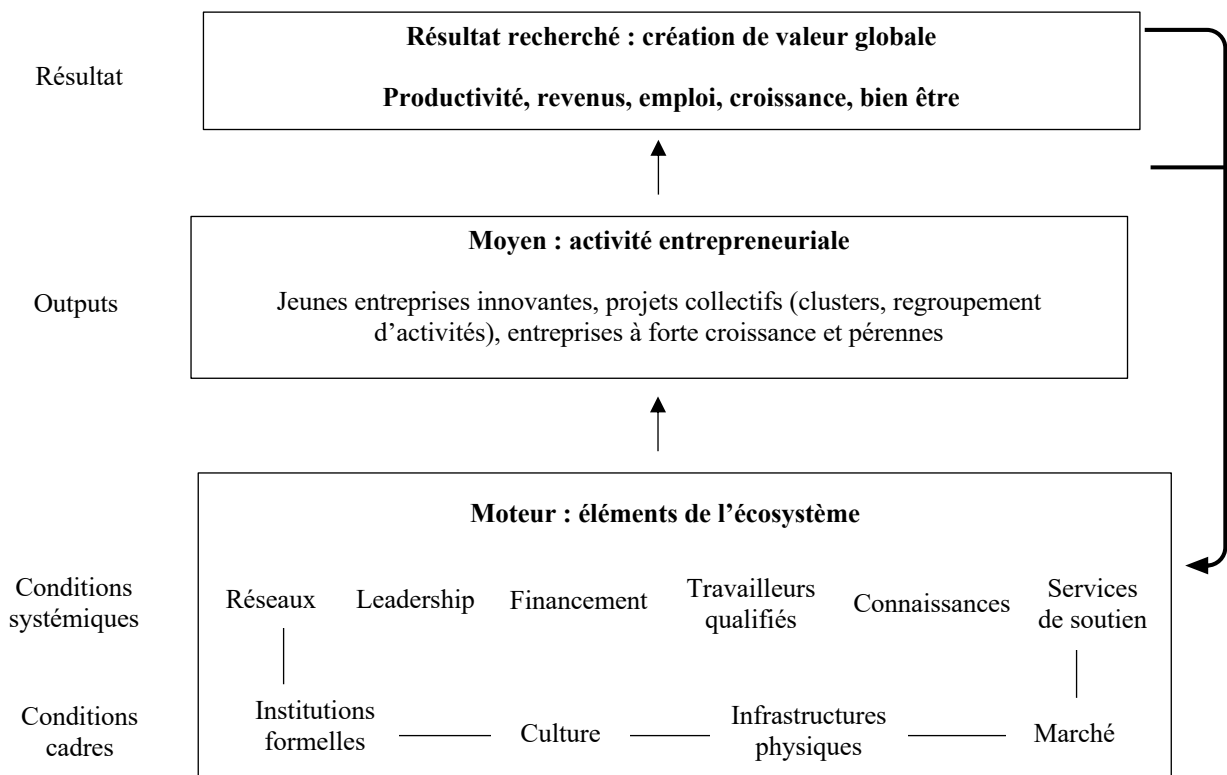 Résultat recherché : création de valeur globale
Résultat
Productivité, revenus, emploi, croissance, bien être
Moyen : activité entrepreneuriale
Outputs
Jeunes entreprises innovantes, projets collectifs (clusters, regroupement
d’activités), entreprises à forte croissance et pérennes
Moteur : éléments de l’écosystème
Conditions
systémiques
Réseaux
Leadership
Financement
Travailleurs
qualifiés
Connaissances
Services
de soutien
Conditions
cadres
Institutions
formelles
Culture
Infrastructures
physiques
Marché